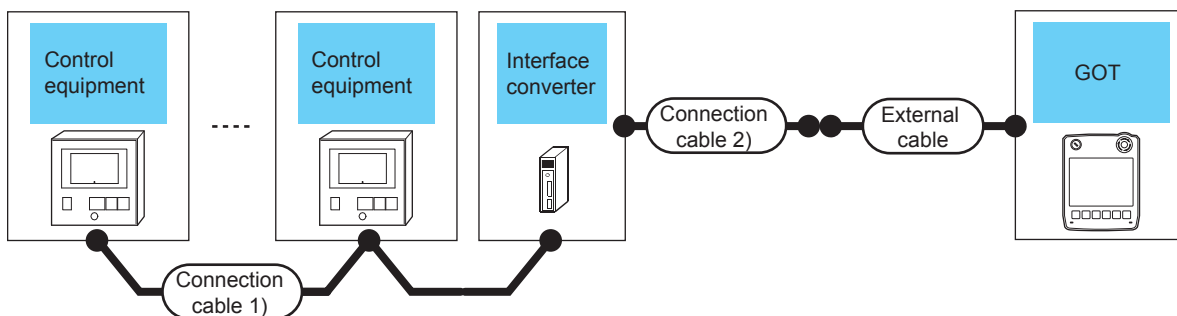 Control
equipment
Control
equipment
Interface
converter
GOT
Connection
cable 2)
External
cable
Connection
cable 1)